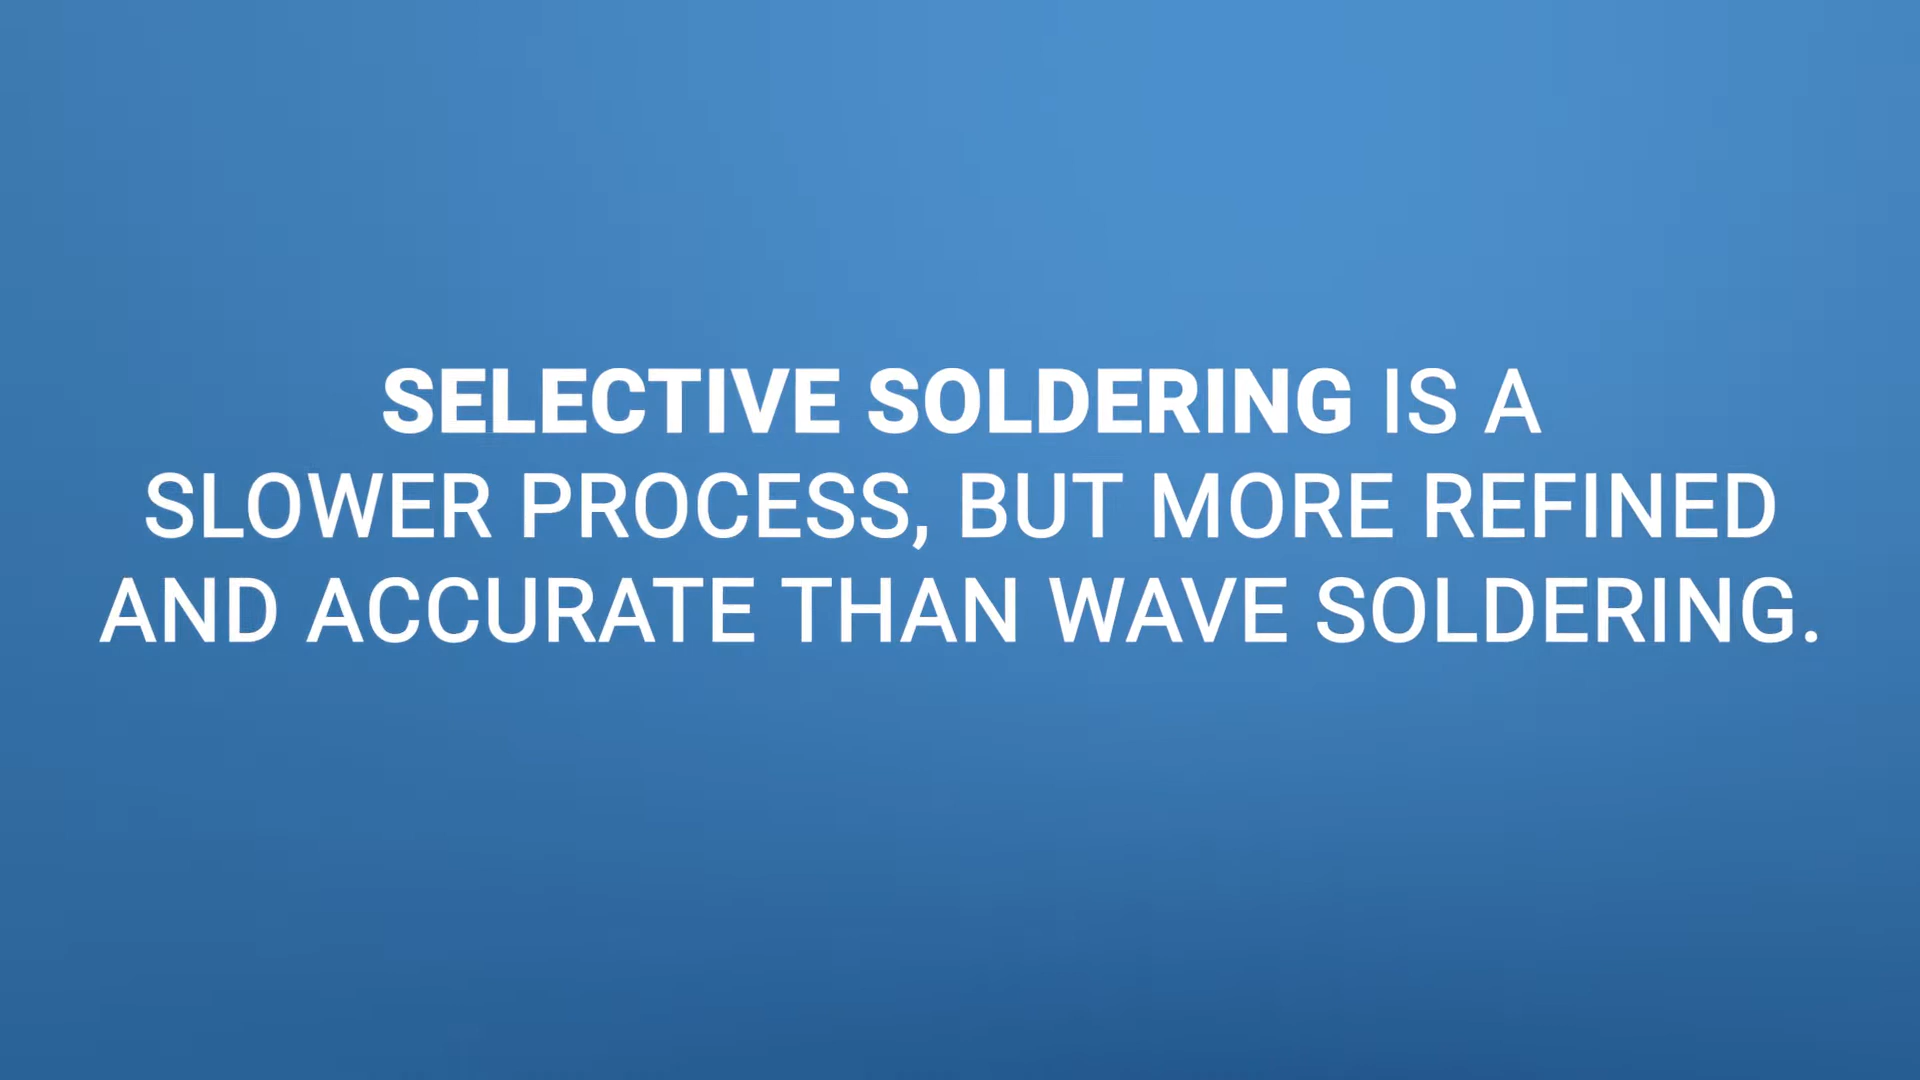 SELECTIVE SOLDERING IS A
SLOWER PROCESS, BUT MORE REFINED
AND ACCURATE THAN WAVE SOLDERING.